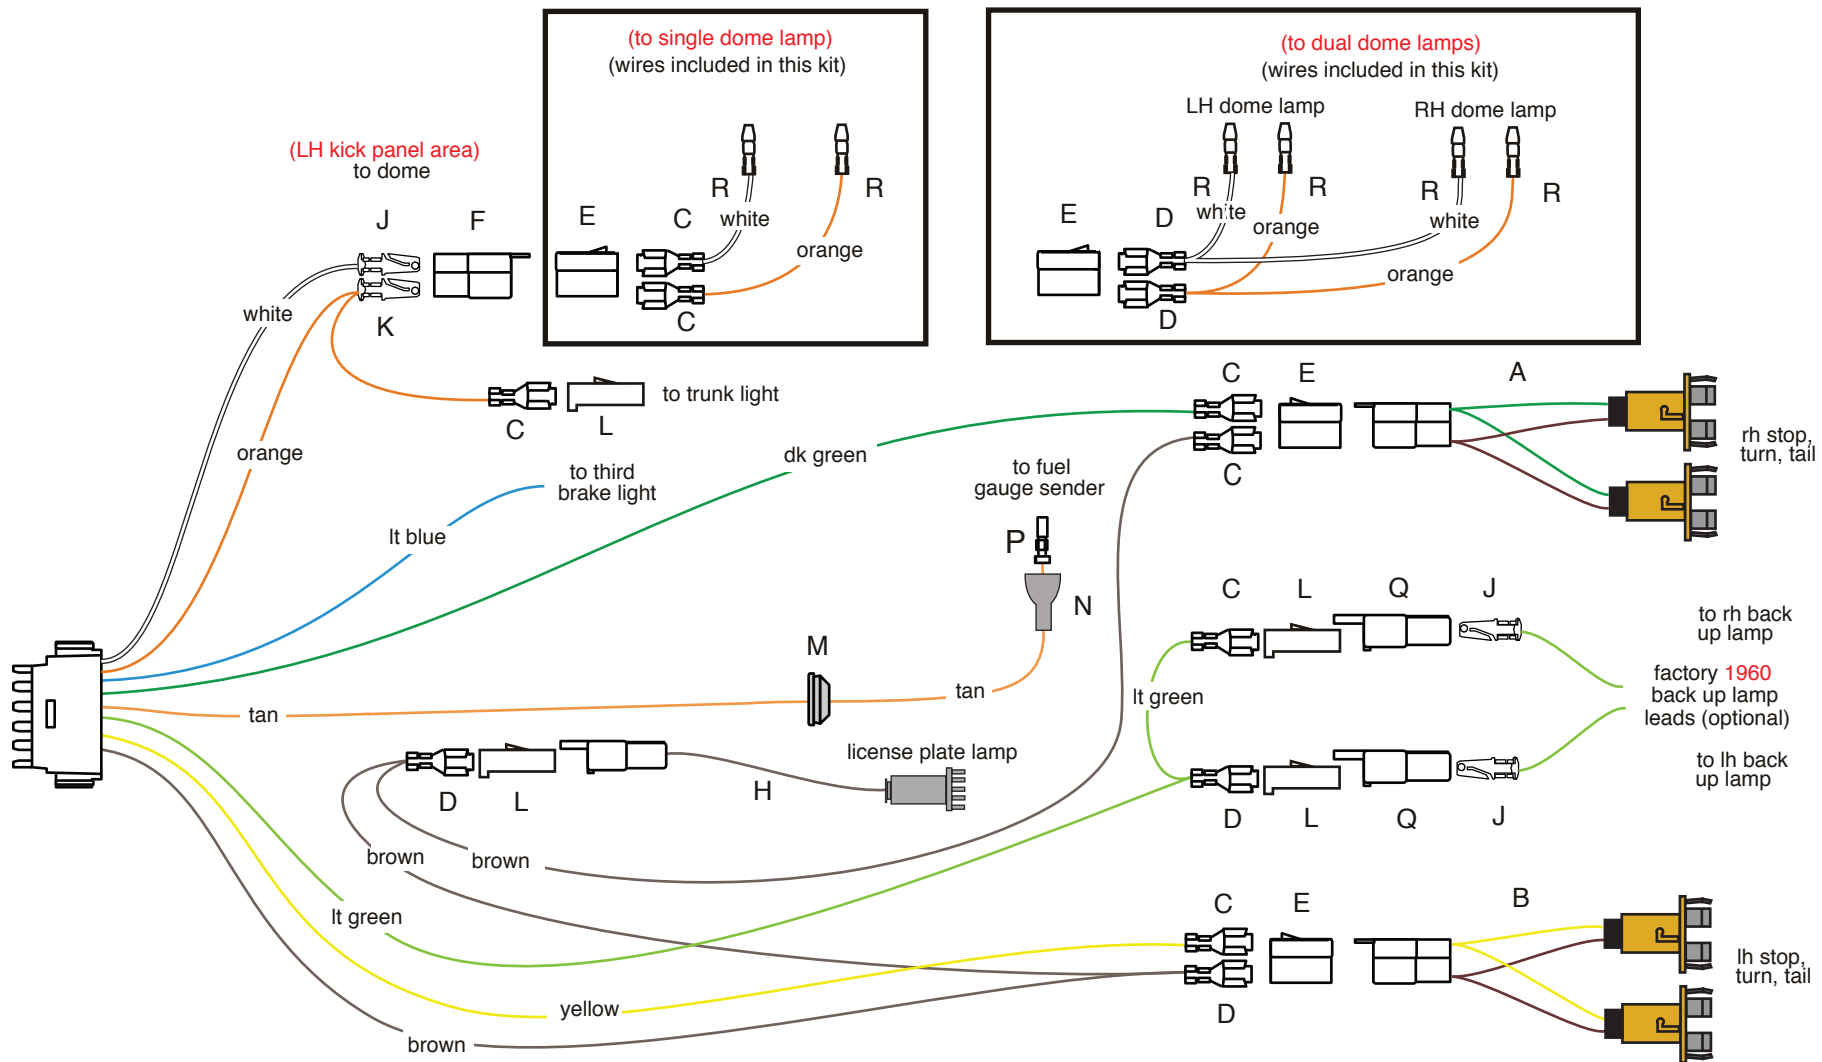 (to single dome lamp)
(wires included in this kit)
(to dual dome lamps)
(wires included in this kit)
LH dome lamp
RH dome lamp
(LH kick panel area)
to dome
J
F
E
C
R
white
R
orange
C
K
white
E
D
R
white
R
orange
R
white
R
orange
D
C
L
to trunk light
orange
to third
brake light
lt blue
dk green
to fuel
gauge sender
P
N
C
E
A
C
rh stop,
turn, tail
C
L
Q
J
to rh back
up lamp
M
tan
tan
lt green
factory 1960
back up lamp
leads (optional)
license plate lamp
D
L
H
to lh back
up lamp
D
L
Q
J
brown
brown
lt green
C
E
B
lh stop,
turn, tail
D
yellow
brown